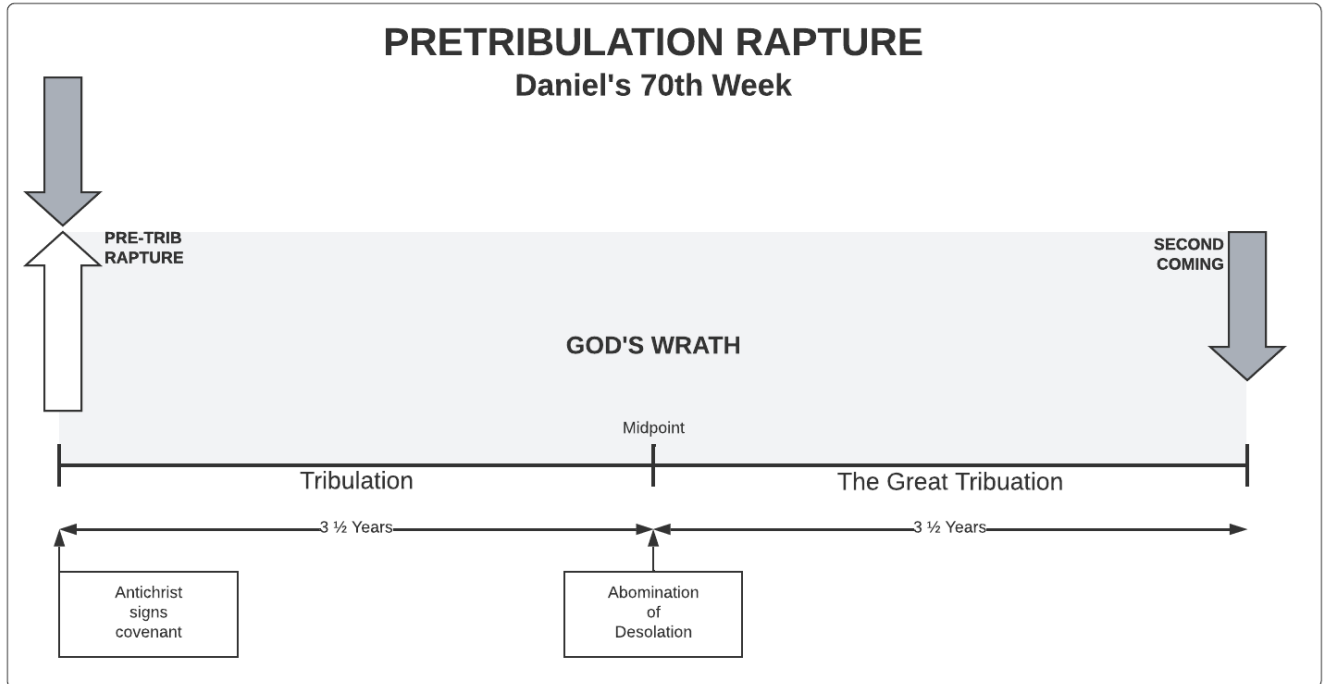 PRETRIBULATION RAPTURE
Daniel's 70th Week
PRE-TRIB
RAPTURE
SECOND
COMING
GOD'S WRATH
Midpoint
Tribulation
The Great Tribuation
3 ½ Years
3 ½ Years
Antichrist
signs
covenant
Abomination
of
Desolation